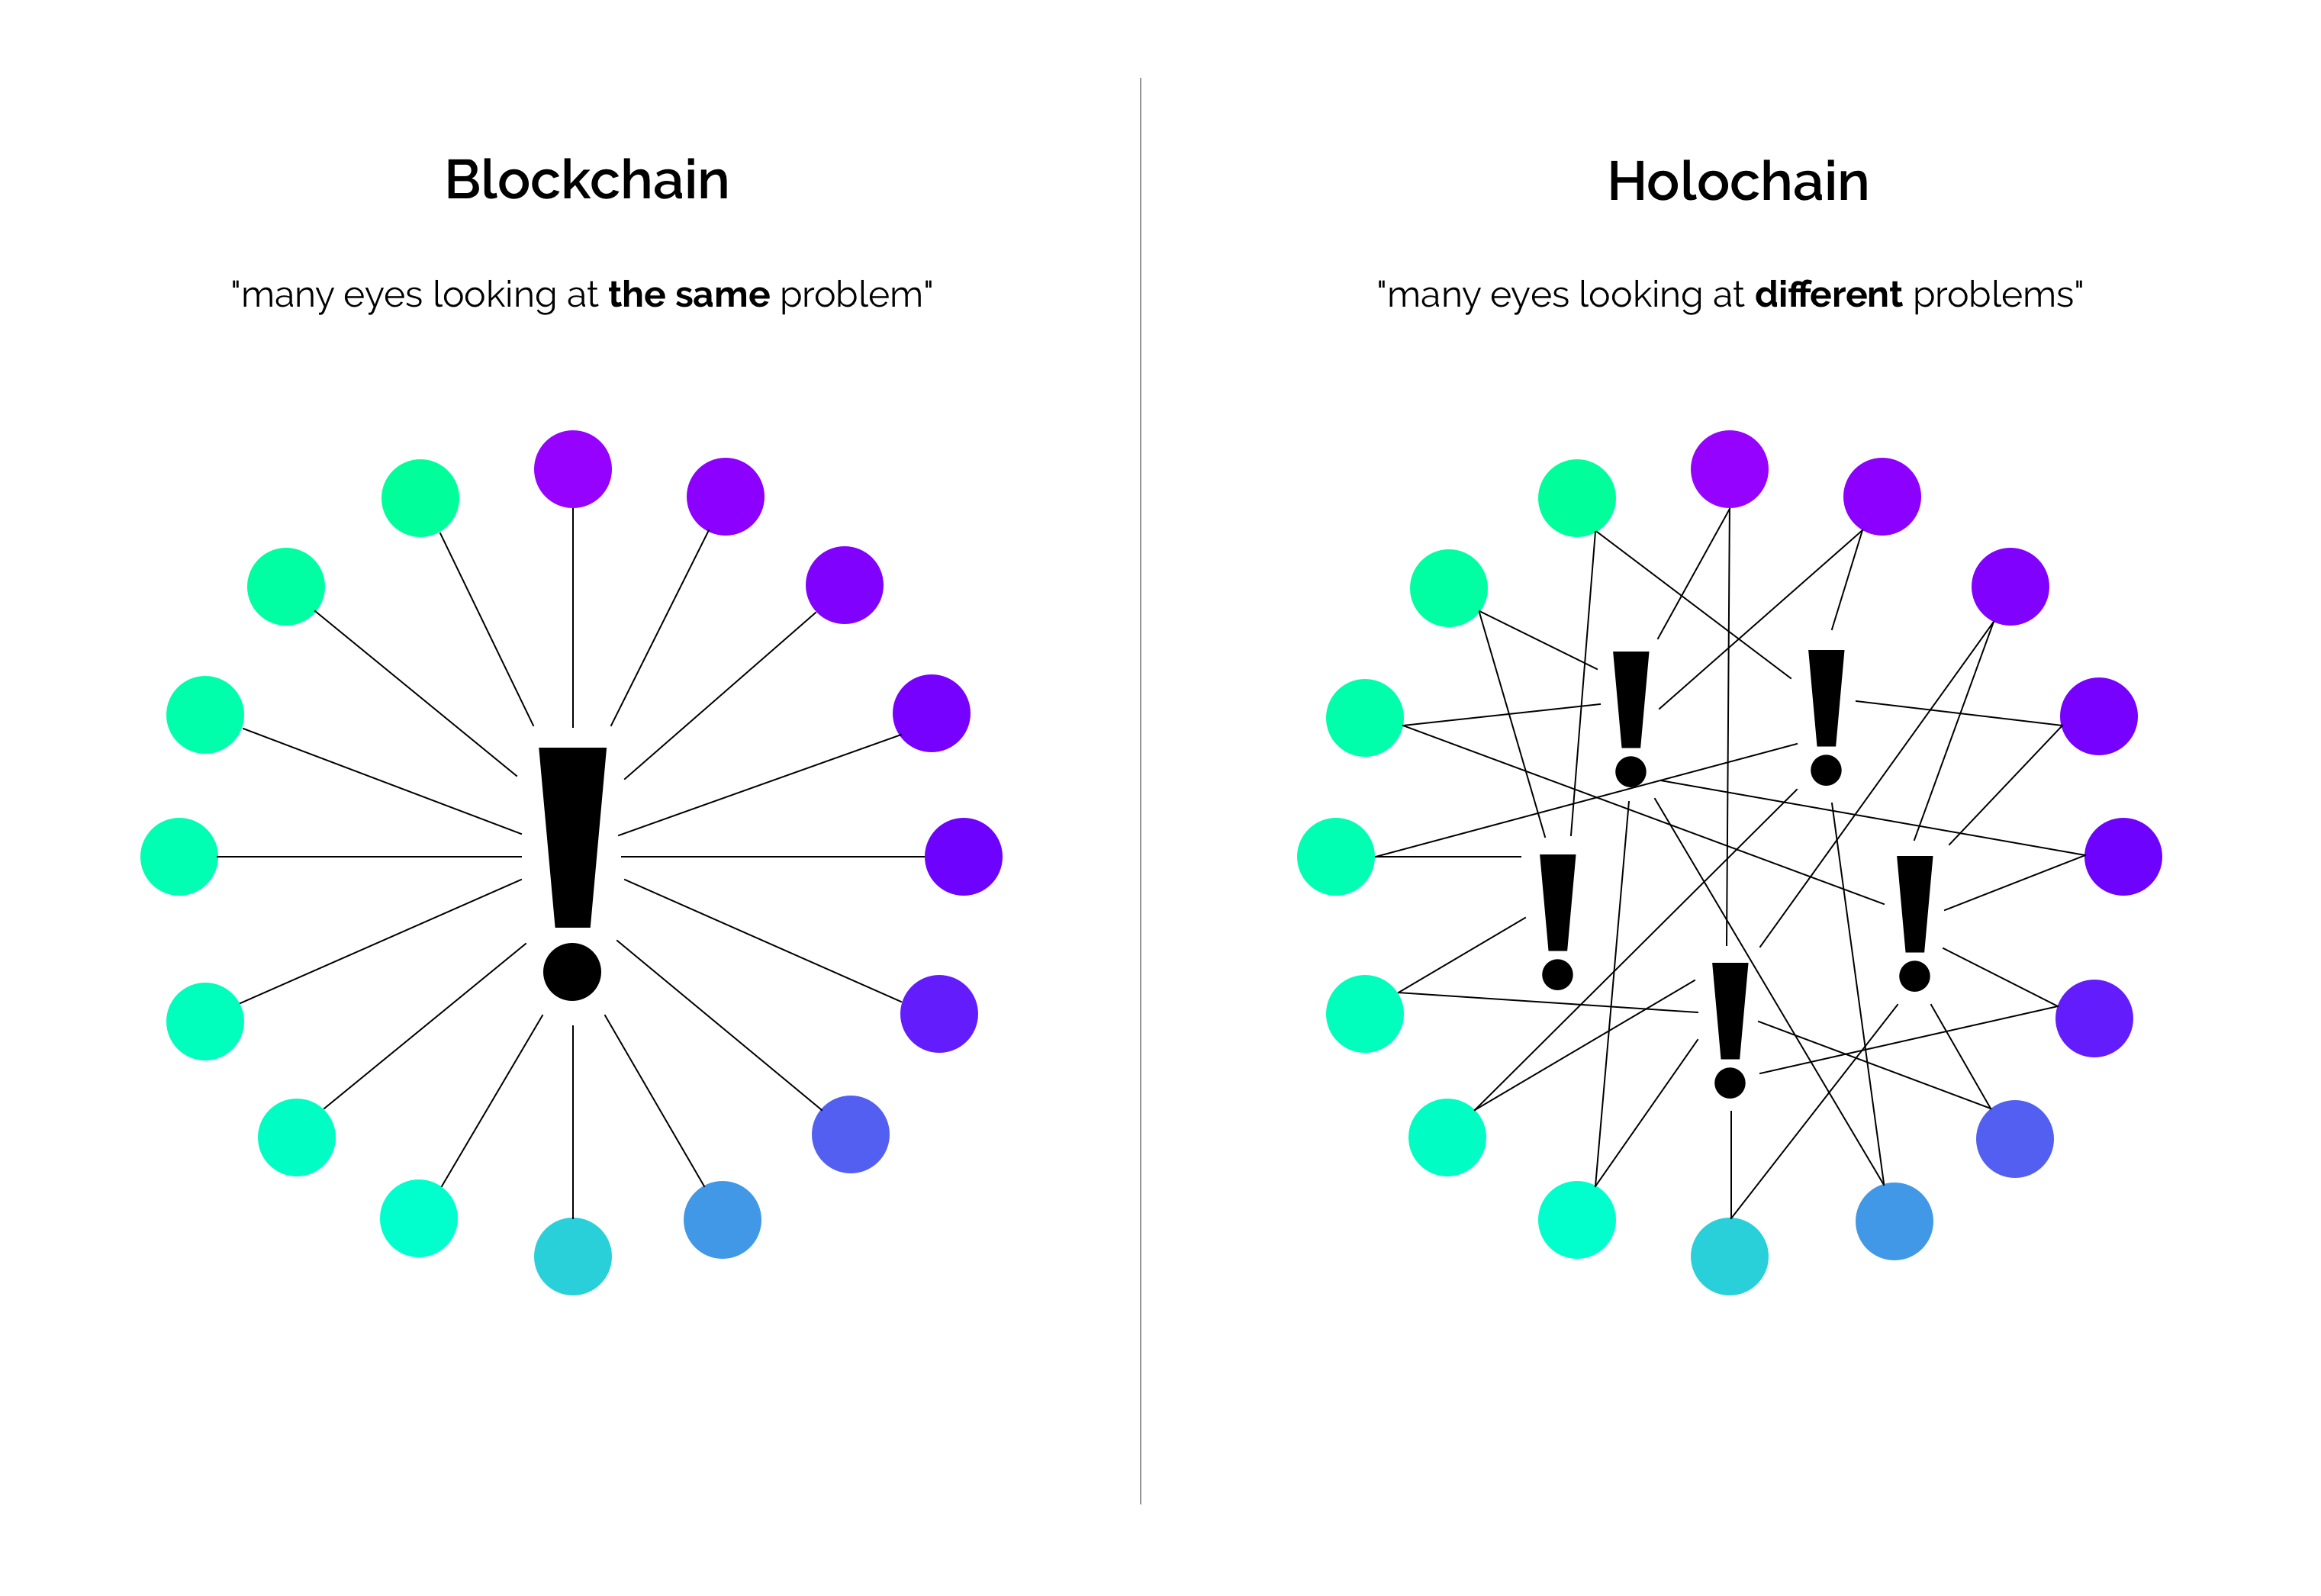 Blockchain
"many eyes looking at the same problem"
Holochain
"many eyes looking at different problems"